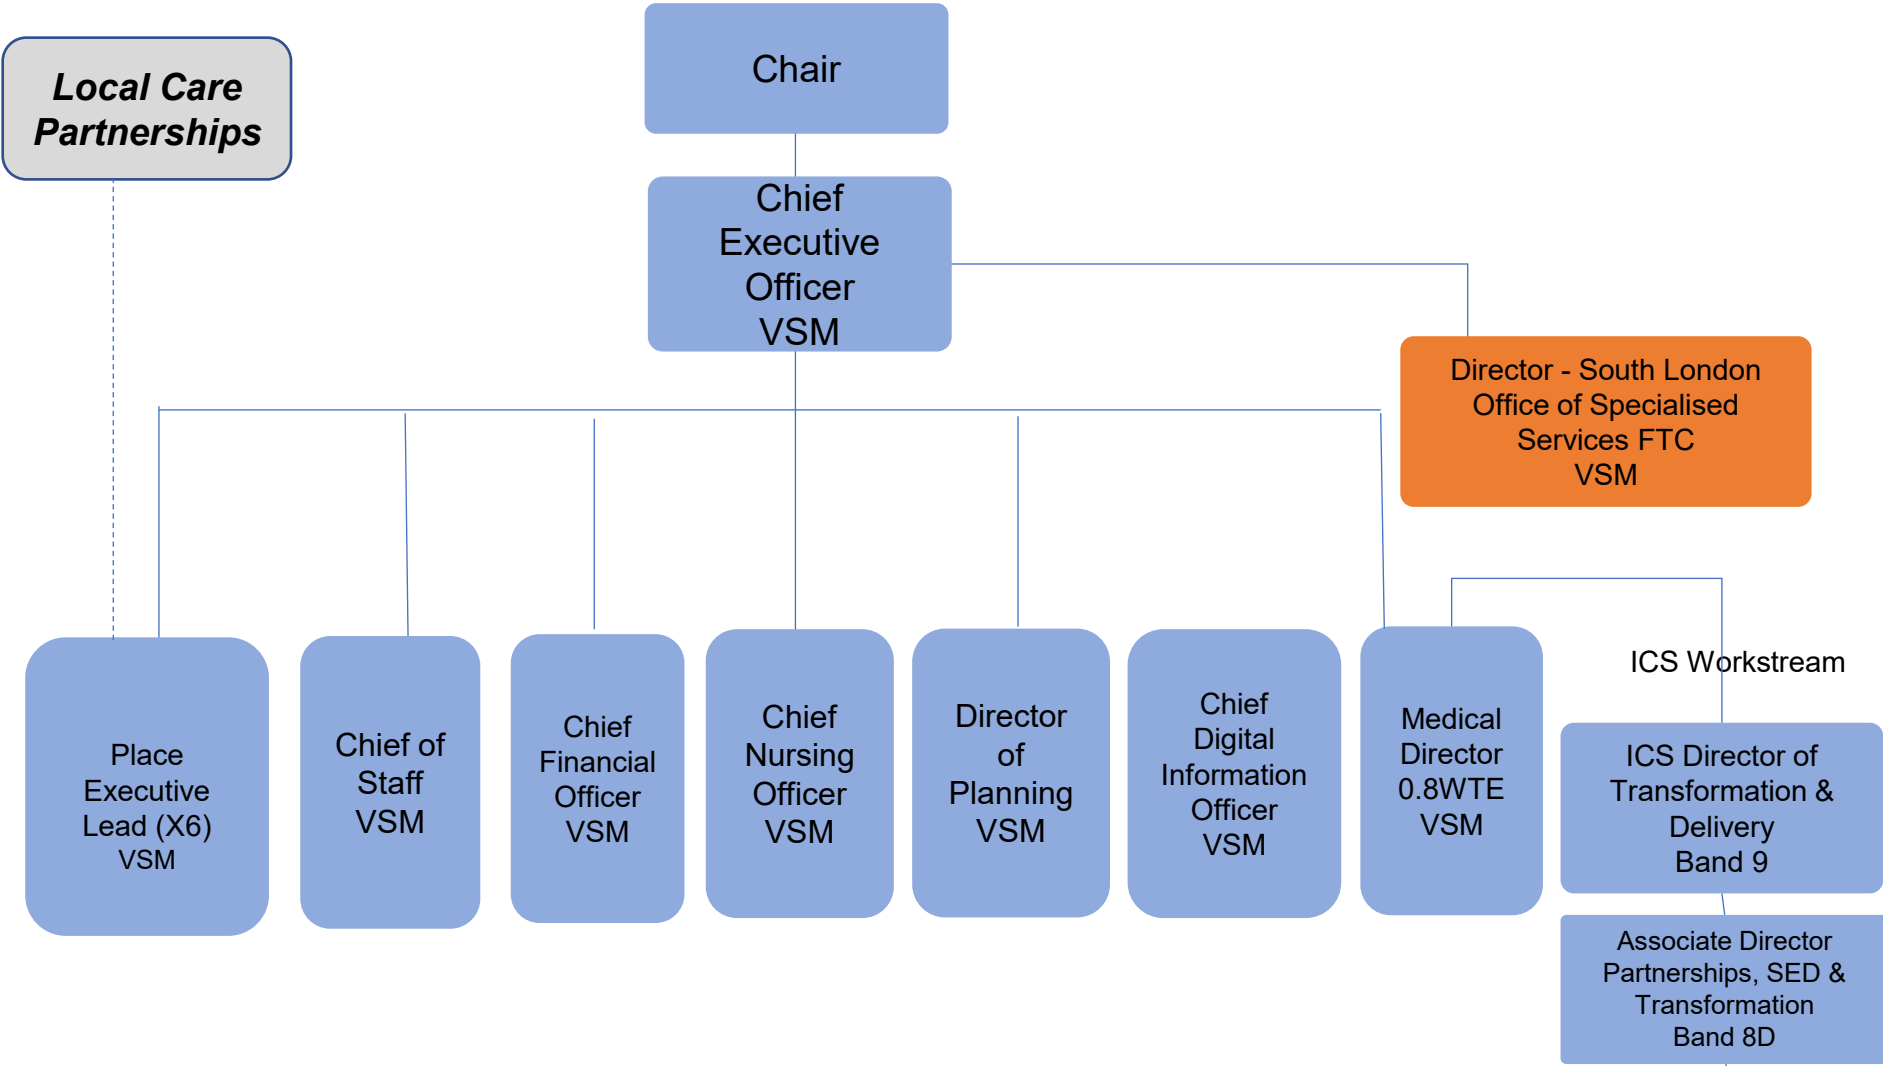 Local Care
Partnerships
Chair
Chief
Executive
Officer
VSM
Director - South London
Office of Specialised
Services FTC
VSM
Place
Executive
Lead (X6)
VSM
Chief of
Staff
VSM
Chief
Financial
Officer
VSM
Chief
Nursing
Officer
VSM
Director
of
Planning
VSM
Chief
Digital
Information
Officer
VSM
Medical
Director
0.8WTE
VSM
ICS Workstream
ICS Director of
Transformation &
Delivery
Band 9
Associate Director
Partnerships, SED &
Transformation
Band 8D